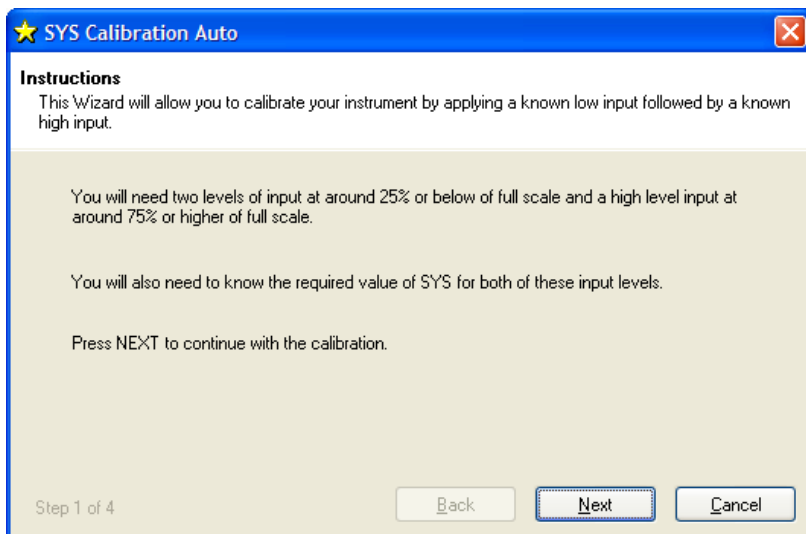 SYS Calibration Auto
Instructions
This Wizard will allow you to calibrate your instrument by applying a known low input followed by a known
high input.
You will need two levels of input at around 25% or below of full scale and a high level input at
around 75% or higher of full scale.
You will also need to know the required value of SYS for both of these input levels.
Press NEXT to continue with the calibration.
Step 1 of 4
Back
Next
Cancel